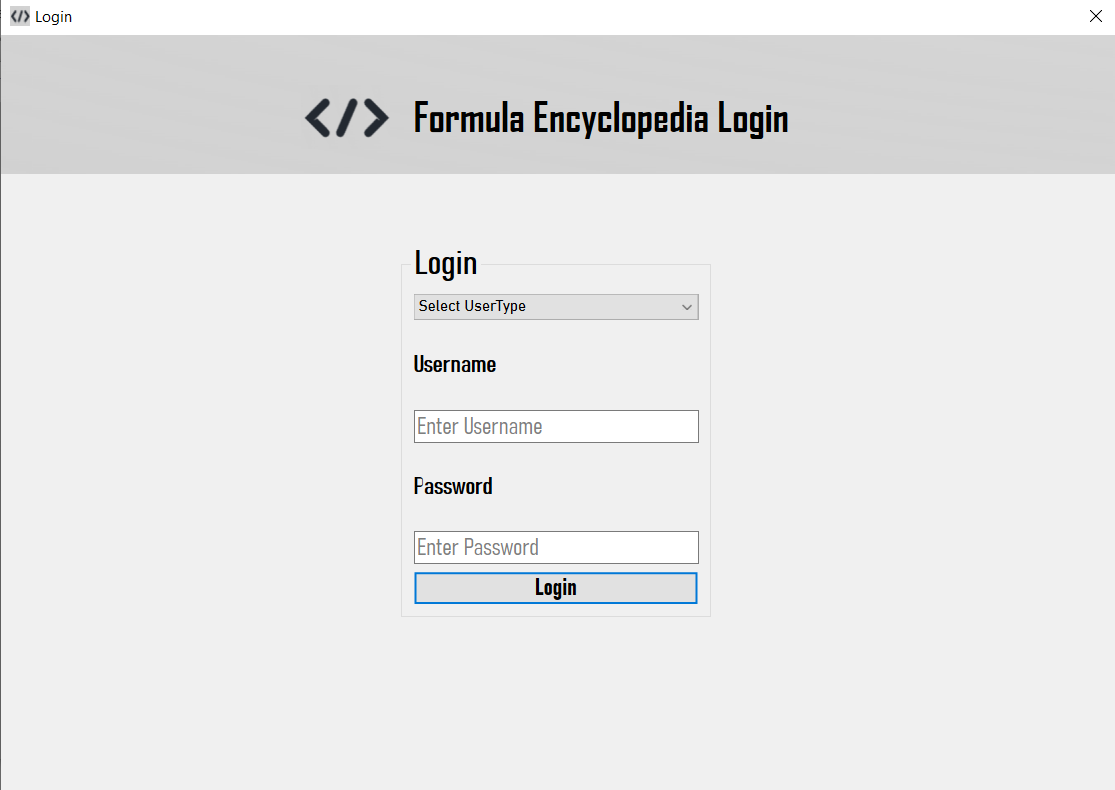 Login
</> Formula Encyclopedia Login
Login
Select UserType
Username
Enter Username
Password
Enter Password
Login